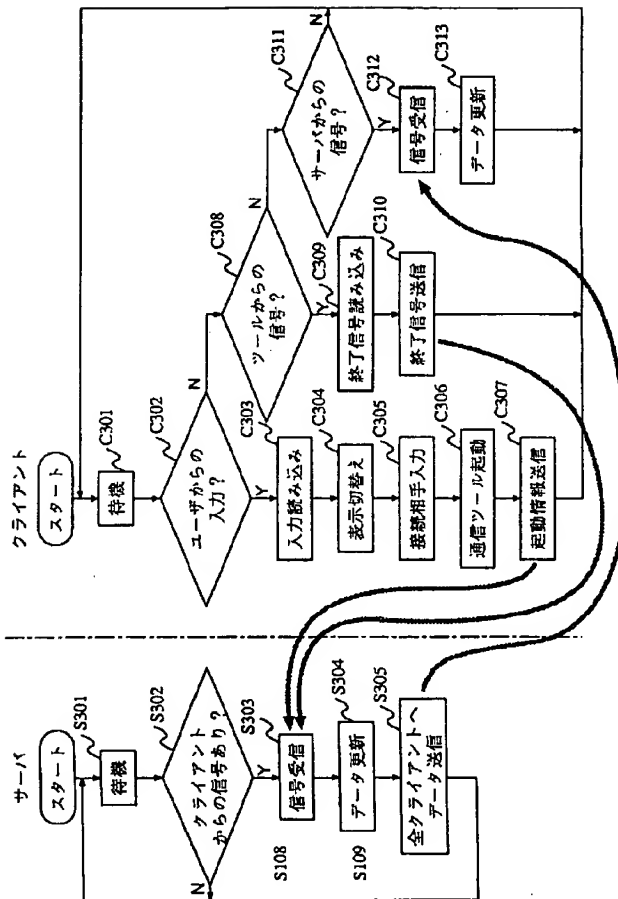 サーバ
スタート
S301
待機
S302
クライアント
からの信号あり?
N
Y
S303
信号受信
S108
S304
データ更新
S109
S305
全クライアントへ
データ送信
クライアント
スタート
C301
待機
C302
ユーザからの
入力?
N
Y
C303
入力読み込み
C304
表示切替え
C305
接続相手入力
C306
通信ツール起動
C307
起動情報送信
C308
ツールからの
信号?
N
Y
C309
終了信号読み込み
C310
終了信号送信
C311
サーバからの
信号?
N
Y
C312
信号受信
C313
データ更新